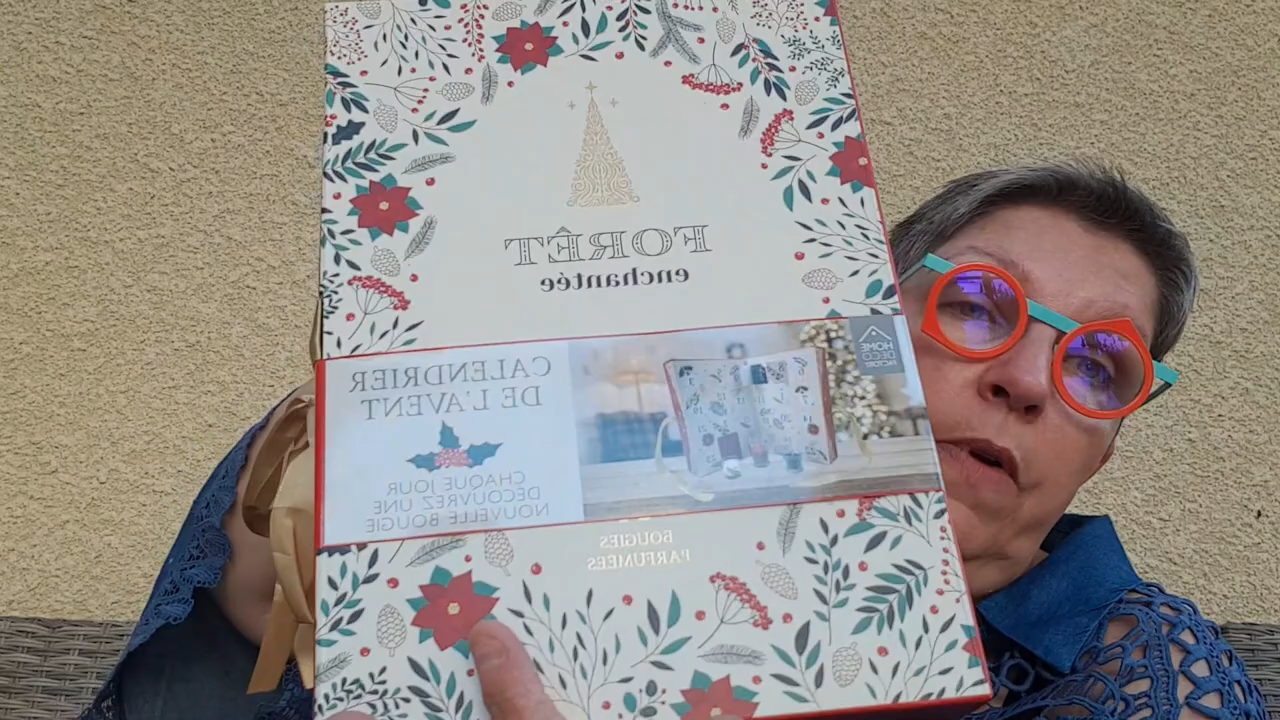 FORÊT
enchantée
HOME
DECO
FACTORY
CALENDRIER
DE L'AVENT
CHAQUE JOUR
DÉCOUVREZ UNE
NOUVELLE BOUGIE
BOUGIES
PARFUMÉES